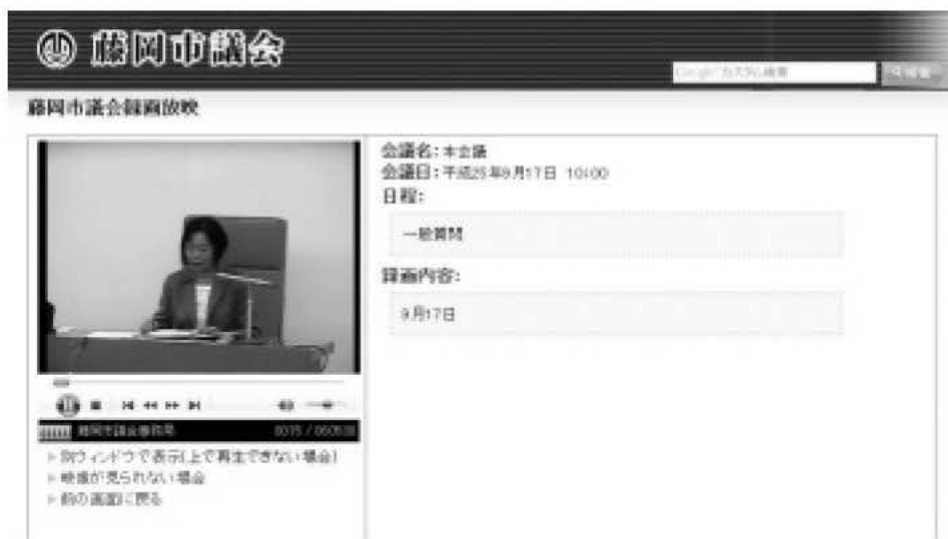 藤岡市議会
藤岡市議会録画放映
会議名：本会議
会議日：平成25年9月17日 10:00
日程：
一般質問
録画内容：
9月17日
藤岡市議会事務局
▹ 別ウィンドウで表示(上で再生できない場合)
▹ 映像が見られない場合
▹ 前の画面に戻る